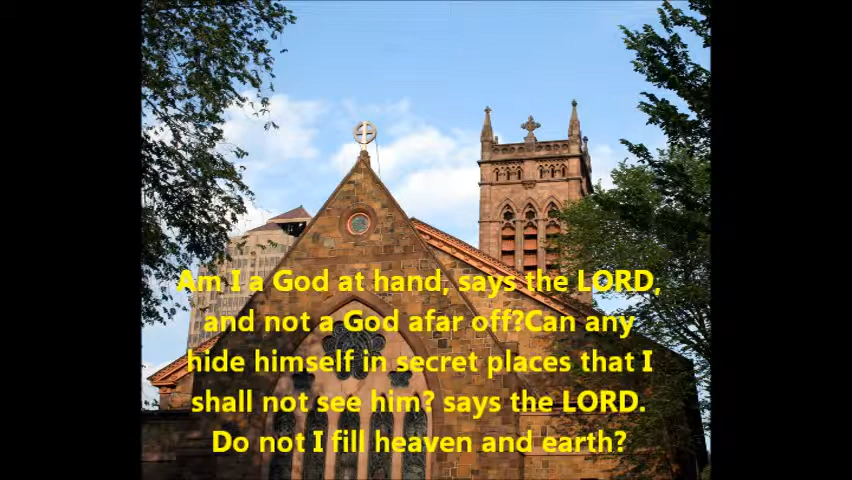 Am I a God at hand, says the LORD,
and not a God afar off?Can any
hide himself in secret places that I
shall not see him? says the LORD.
Do not I fill heaven and earth?